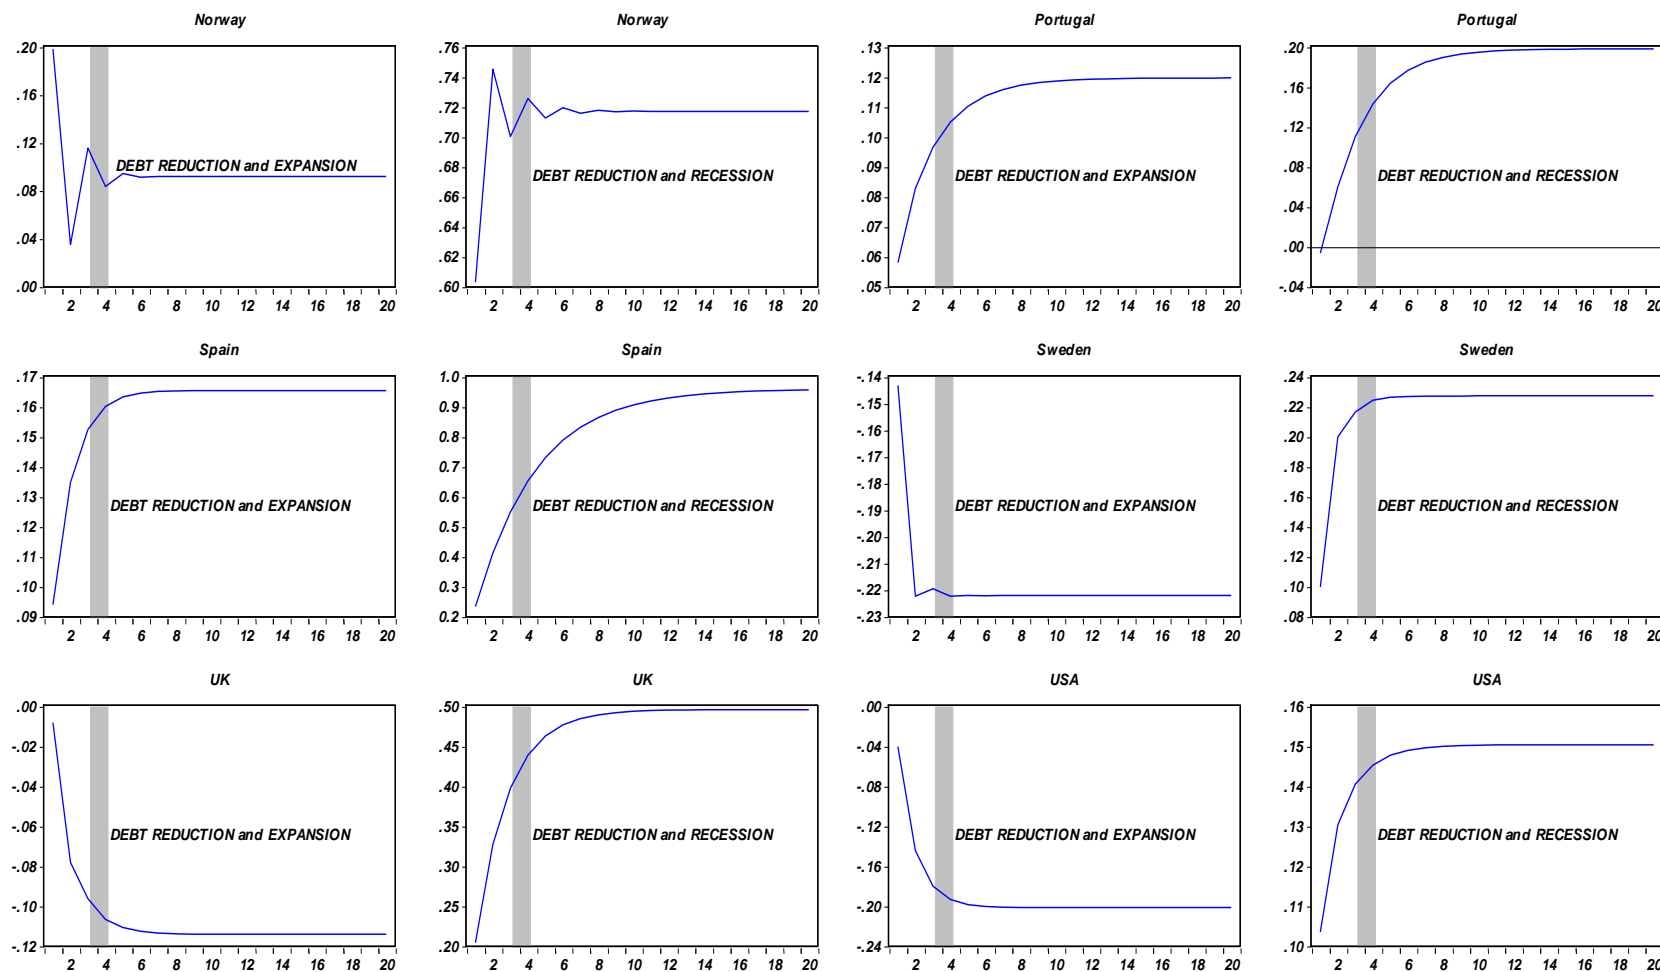 Norway Norway Portugal Portugal
.20 .76 .13 .20
.74 .12
.16 .16
.72 .11
.12 .70 .10 .12
DEBT REDUCTION and EXPANSION
.68 .09 .08
DEBT REDUCTION and RECESSION DEBT REDUCTION and EXPANSION DEBT REDUCTION and RECESSION
.08 .66 .08 .04
.64 .07
.04 .00
.62 .06
.00 .60 .05 -.04
2 4 6 8 10 12 14 16 18 20 2 4 6 8 10 12 14 16 18 20 2 4 6 8 10 12 14 16 18 20 2 4 6 8 10 12 14 16 18 20
Spain Spain Sweden Sweden
.17 1.0 -.14 .24
.16 0.9 -.15 .22
.15 0.8 -.16 .20
.14 0.7 -.17 .18
.13 0.6 -.18 .16
DEBT REDUCTION and EXPANSION DEBT REDUCTION and RECESSION DEBT REDUCTION and EXPANSION DEBT REDUCTION and RECESSION
.12 0.5 -.19 .14
.11 0.4 -.20 .12
.10 0.3 -.21 .10
.09 0.2 -.22 .08
-.23
2 4 6 8 10 12 14 16 18 20 2 4 6 8 10 12 14 16 18 20 2 4 6 8 10 12 14 16 18 20 2 4 6 8 10 12 14 16 18 20
UK UK USA USA
.00 .50 .00 .16
-.02 .45 -.04 .15
-.04 .40 -.08 .14
-.06 .35 -.12 .13
DEBT REDUCTION and EXPANSION DEBT REDUCTION and RECESSION DEBT REDUCTION and EXPANSION DEBT REDUCTION and RECESSION
-.08 .30 -.16 .12
-.10 .25 -.20 .11
-.12 .20 -.24 .10
2 4 6 8 10 12 14 16 18 20 2 4 6 8 10 12 14 16 18 20 2 4 6 8 10 12 14 16 18 20 2 4 6 8 10 12 14 16 18 20